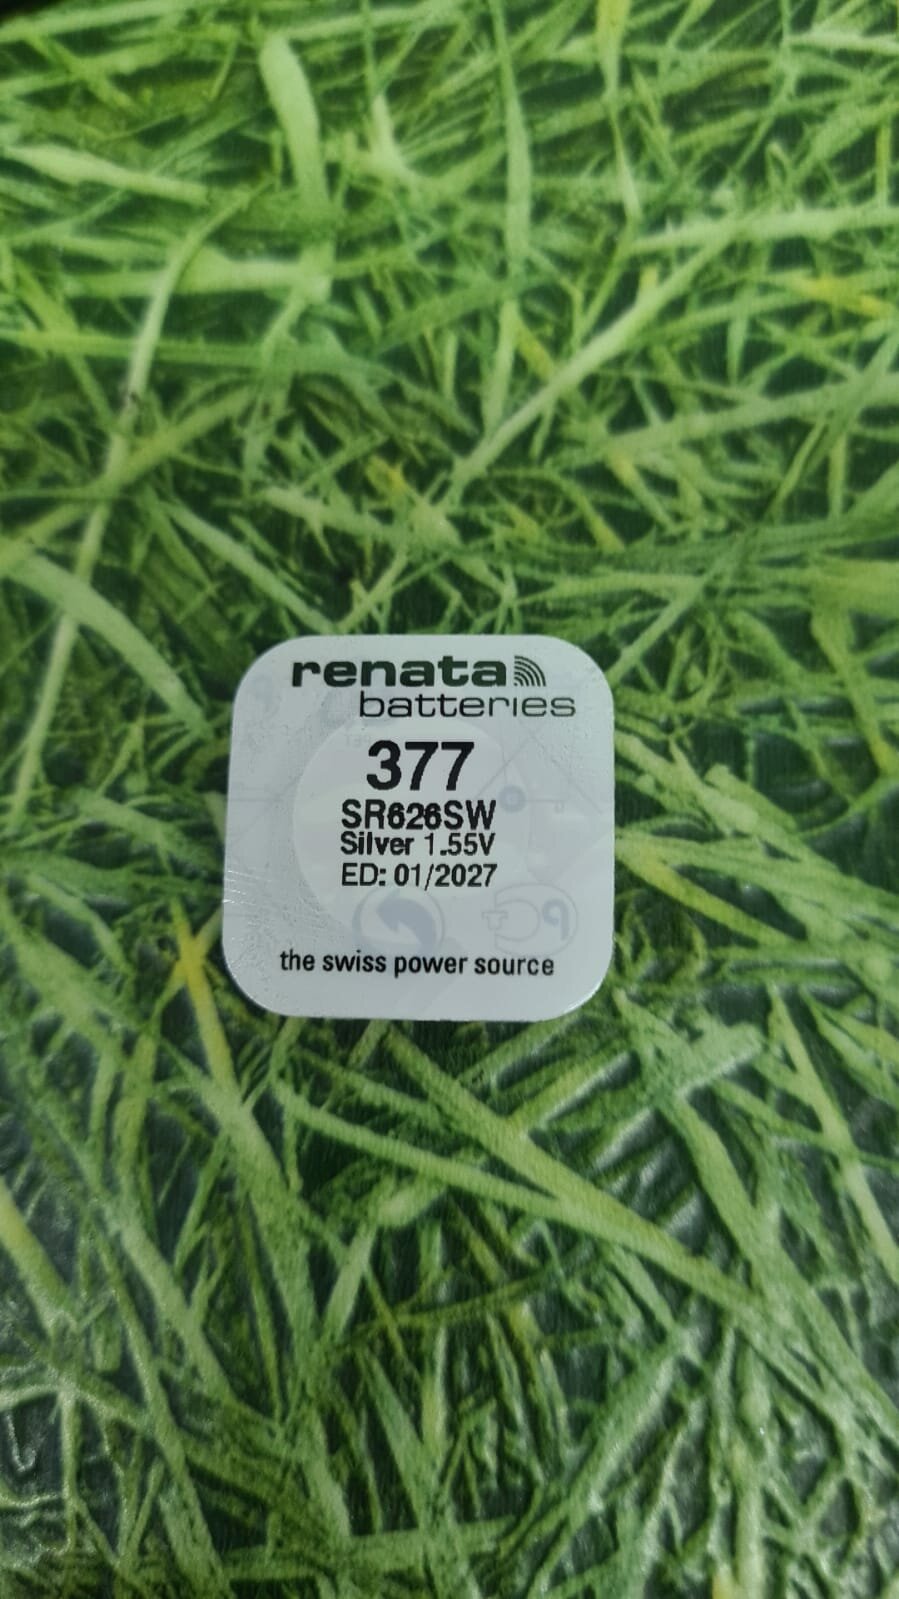 renata
batteries
377
SR626SW
Silver 1.55V
ED: 01/2027
the swiss power source